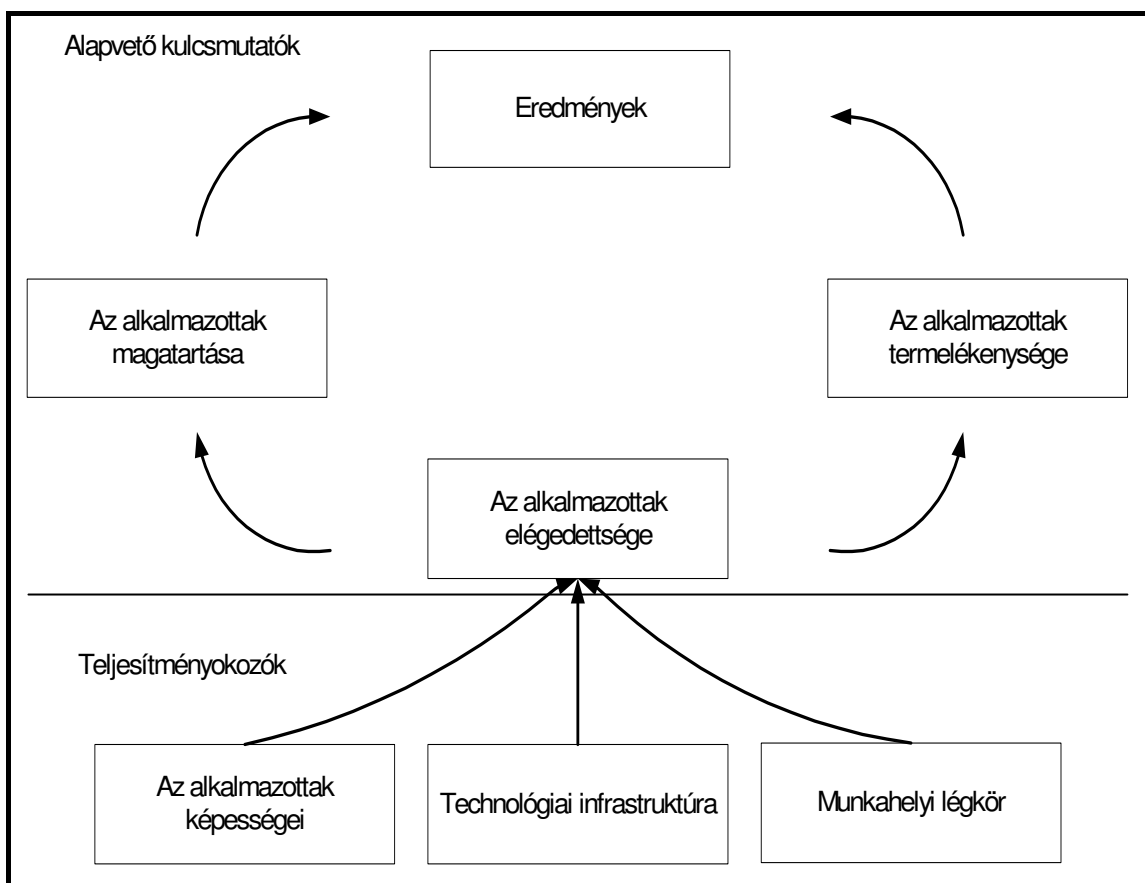 Alapvető kulcsmutatók
Eredmények
Az alkalmazottak
magatartása
Az alkalmazottak
termelékenysége
Az alkalmazottak
elégedettsége
Teljesítményokozók
Az alkalmazottak
képességei
Technológiai infrastruktúra
Munkahelyi légkör